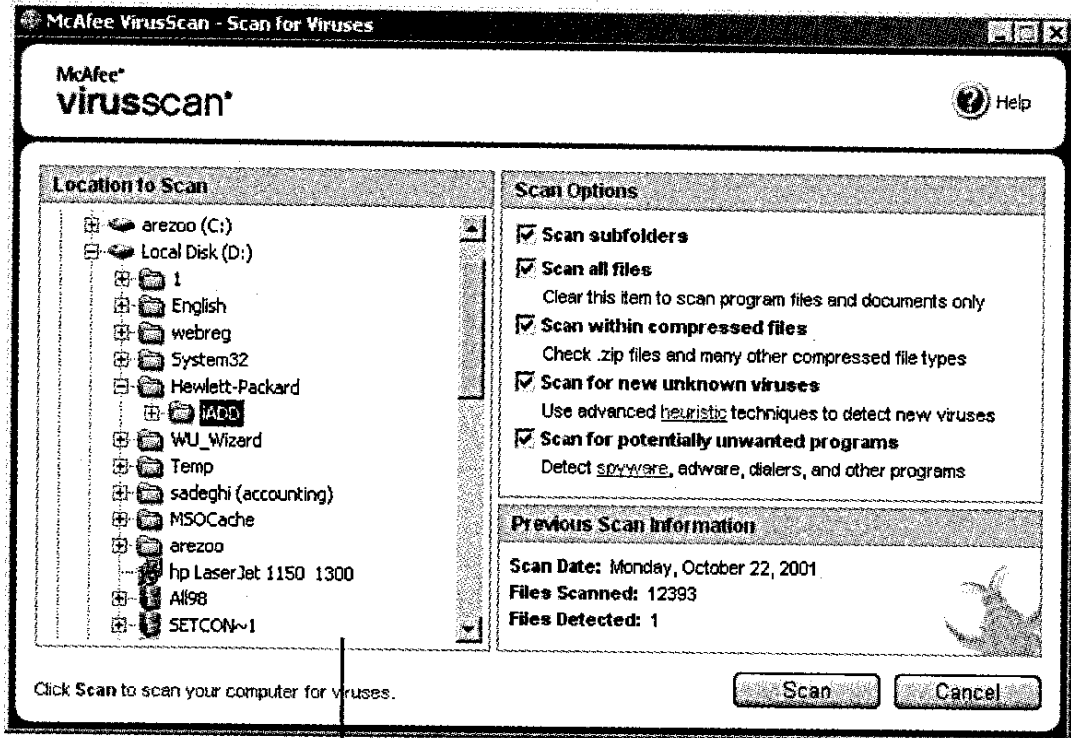 McAfee VirusScan - Scan for Viruses
McAfee®
virusscan®
Help
Location to Scan
arezoo (C:)
Local Disk (D:)
1
English
webreg
System32
Hewlett-Packard
iADD
WU_Wizard
Temp
sadeghi (accounting)
MSOCache
arezoo
hp LaserJet 1150 1300
All98
SETCON~1
Scan Options
Scan subfolders
Scan all files
Clear this item to scan program files and documents only
Scan within compressed files
Check .zip files and many other compressed file types
Scan for new unknown viruses
Use advanced heuristic techniques to detect new viruses
Scan for potentially unwanted programs
Detect spyware, adware, dialers, and other programs
Previous Scan Information
Scan Date: Monday, October 22, 2001
Files Scanned: 12393
Files Detected: 1
Click Scan to scan your computer for viruses.
Scan
Cancel